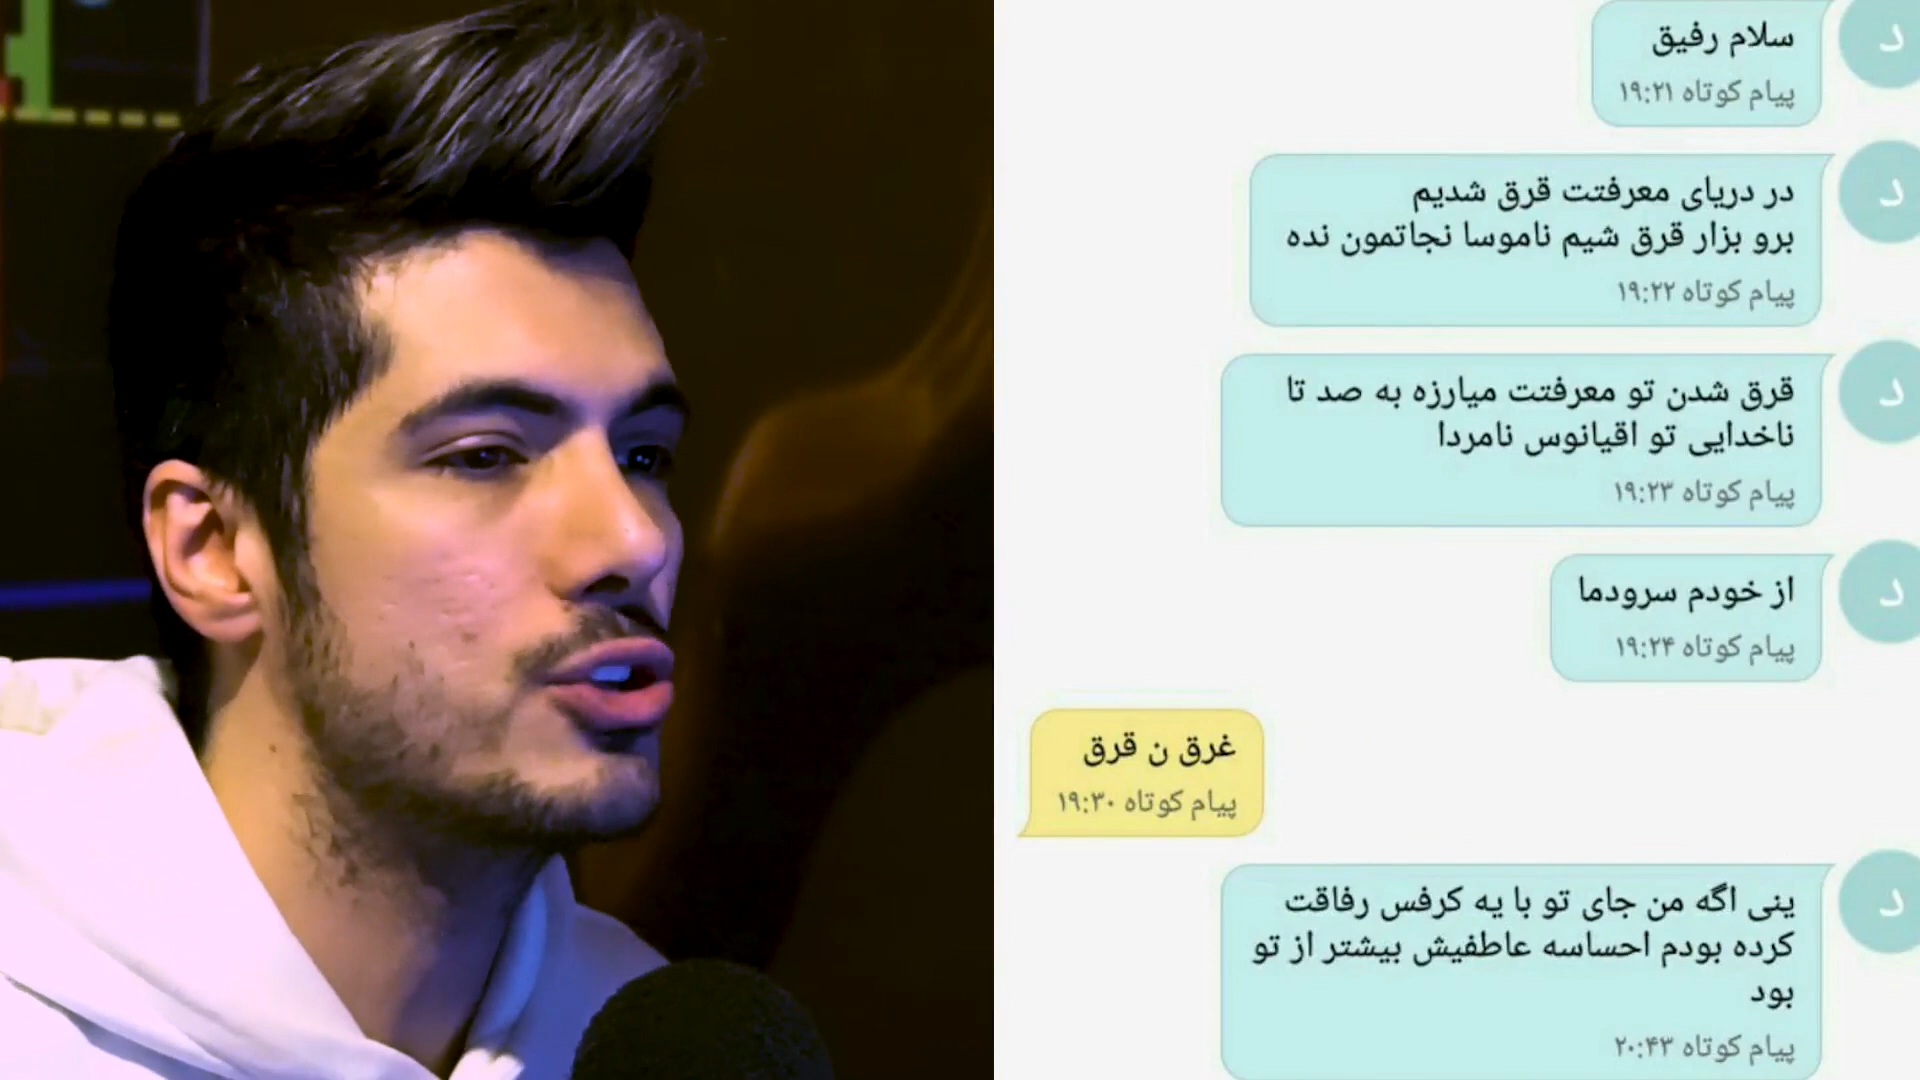 سلام رفیق
پیام کوتاه ۱۹:۲۱
د
در دریای معرفتت قرق شدیم
برو بزار قرق شیم ناموسا نجاتمون نده
پیام کوتاه ۱۹:۲۲
د
قرق شدن تو معرفتت میارزه به صد تا
ناخدایی تو اقیانوس نامردا
پیام کوتاه ۱۹:۲۳
د
از خودم سرودما
پیام کوتاه ۱۹:۲۴
د
غرق ن قرق
پیام کوتاه ۱۹:۳۰
ینی اگه من جای تو با یه کرفس رفاقت
کرده بودم احساسه عاطفیش بیشتر از تو
بود
پیام کوتاه ۲۰:۴۳
د